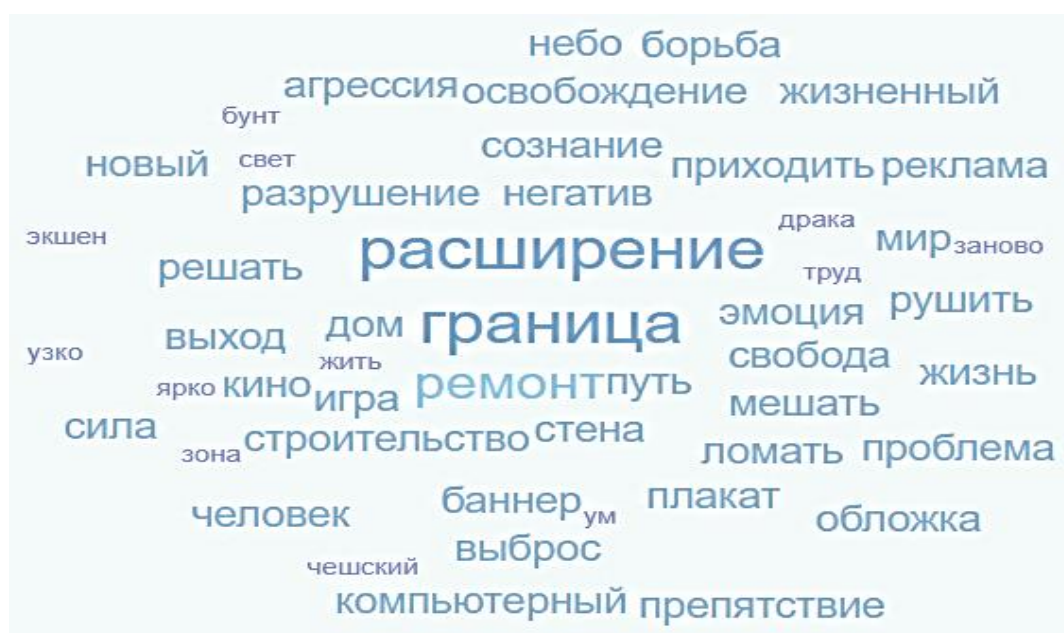 небо борьба
агрессия освобождение жизненный
бунт
новый свет сознание приходить реклама
разрушение негатив
экшен решать расширение драка мир заново
труд
выход дом граница эмоция рушить
узко жить свобода жизнь
ярко кино игра ремонт путь мешать
сила зона строительство стена ломать проблема
человек баннер ум плакат обложка
чешский выброс
компьютерный препятствие